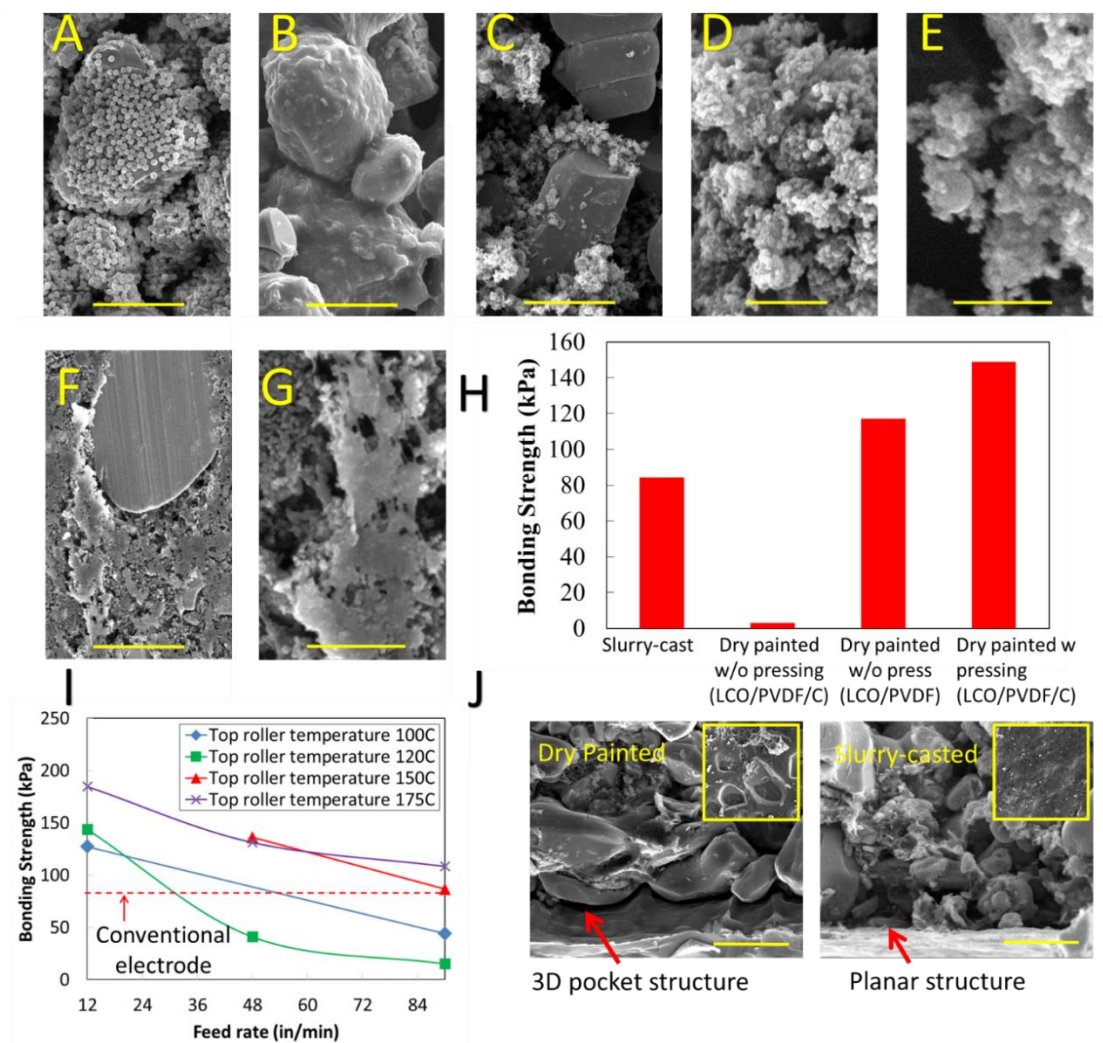 A
B
C
D
E
F
G
H
Bonding Strength (kPa)
160
140
120
100
80
60
40
20
0
Slurry-cast
Dry painted
w/o pressing
(LCO/PVDF/C)
Dry painted
w/o press
(LCO/PVDF)
Dry painted w
pressing
(LCO/PVDF/C)
I
Bonding Strength (kPa)
250
200
150
100
50
0
Top roller temperature 100C
Top roller temperature 120C
Top roller temperature 150C
Top roller temperature 175C
Conventional
electrode
12 24 36 48 60 72 84
Feed rate (in/min)
J
Dry Painted
3D pocket structure
Slurry-casted
Planar structure